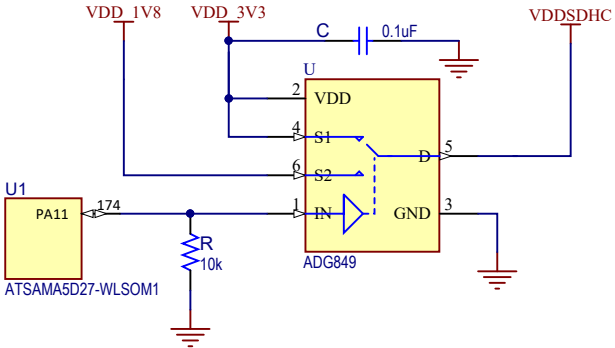 VDD_1V8
VDD_3V3
VDDSDHC
C
0.1uF
U
2
VDD
4
S1
5
D
6
S2
U1
PA11
174
1
IN
3
GND
R
10k
ADG849
ATSAMA5D27-WLSOM1